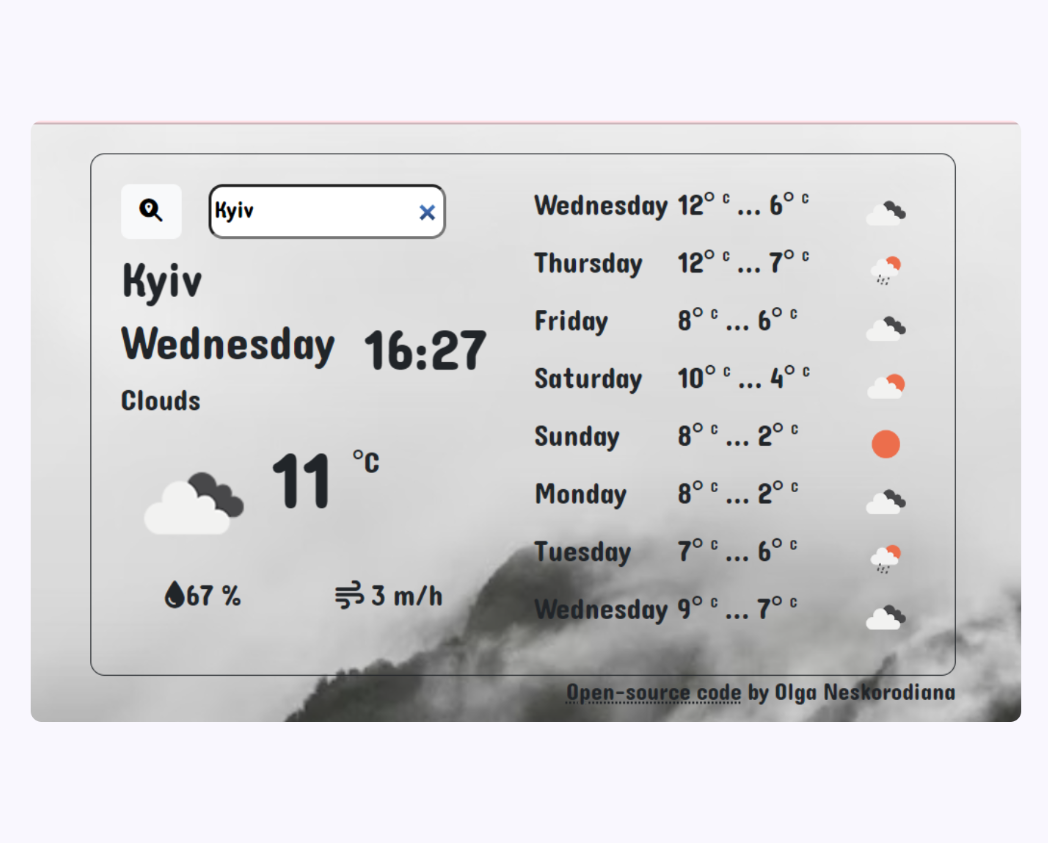 Kyiv
Kyiv
Wednesday 16:27
Clouds
11 °C
67 %
3 m/h
Wednesday 12° c ... 6° c
Thursday 12° c ... 7° c
Friday 8° c ... 6° c
Saturday 10° c ... 4° c
Sunday 8° c ... 2° c
Monday 8° c ... 2° c
Tuesday 7° c ... 6° c
Wednesday 9° c ... 7° c
Open-source code by Olga Neskorodiana